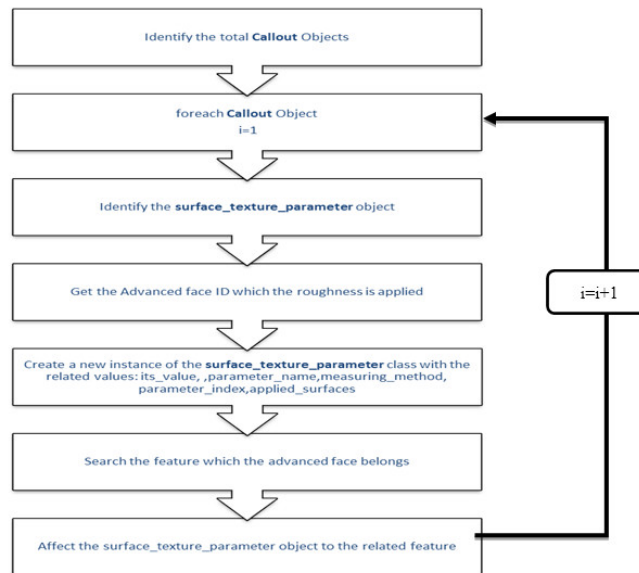 Identify the total Callout Objects
foreach Callout Object
i=1
Identify the surface_texture_parameter object
Get the Advanced face ID which the roughness is applied
i=i+1
Create a new instance of the surface_texture_parameter class with the
related values: its_value, ,parameter_name,measuring_method,
parameter_index,applied_surfaces
Search the feature which the advanced face belongs
Affect the surface_texture_parameter object to the related feature